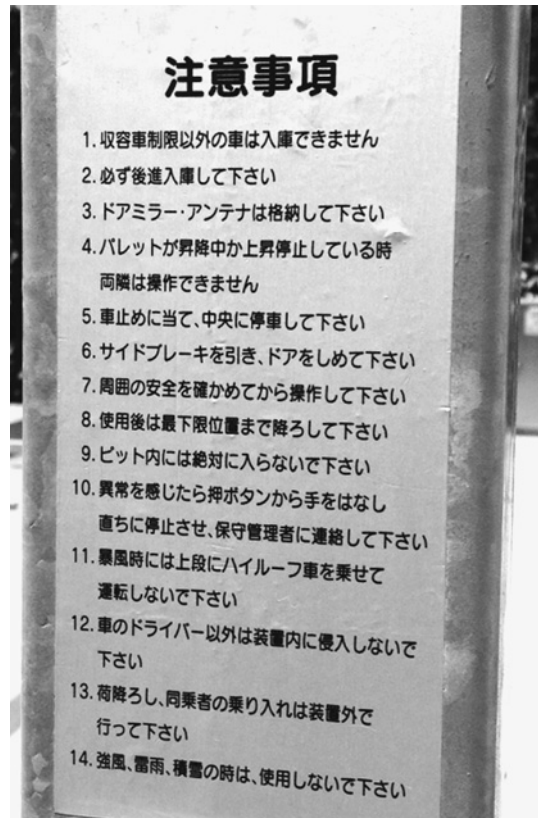 注意事項
1. 収容車制限以外の車は入庫できません
2. 必ず後進入庫して下さい
3. ドアミラー・アンテナは格納して下さい
4. パレットが昇降中か上昇停止している時
両隣は操作できません
5. 車止めに当て、中央に停車して下さい
6. サイドブレーキを引き、ドアをしめて下さい
7. 周囲の安全を確かめてから操作して下さい
8. 使用後は最下限位置まで降ろして下さい
9. ピット内には絶対に入らないで下さい
10. 異常を感じたら押ボタンから手をはなし
直ちに停止させ、保守管理者に連絡して下さい
11. 暴風時には上段にハイルーフ車を乗せて
運転しないで下さい
12. 車のドライバー以外は装置内に侵入しないで
下さい
13. 荷降ろし、同乗者の乗り入れは装置外で
行って下さい
14. 強風、雷雨、積雪の時は、使用しないで下さい